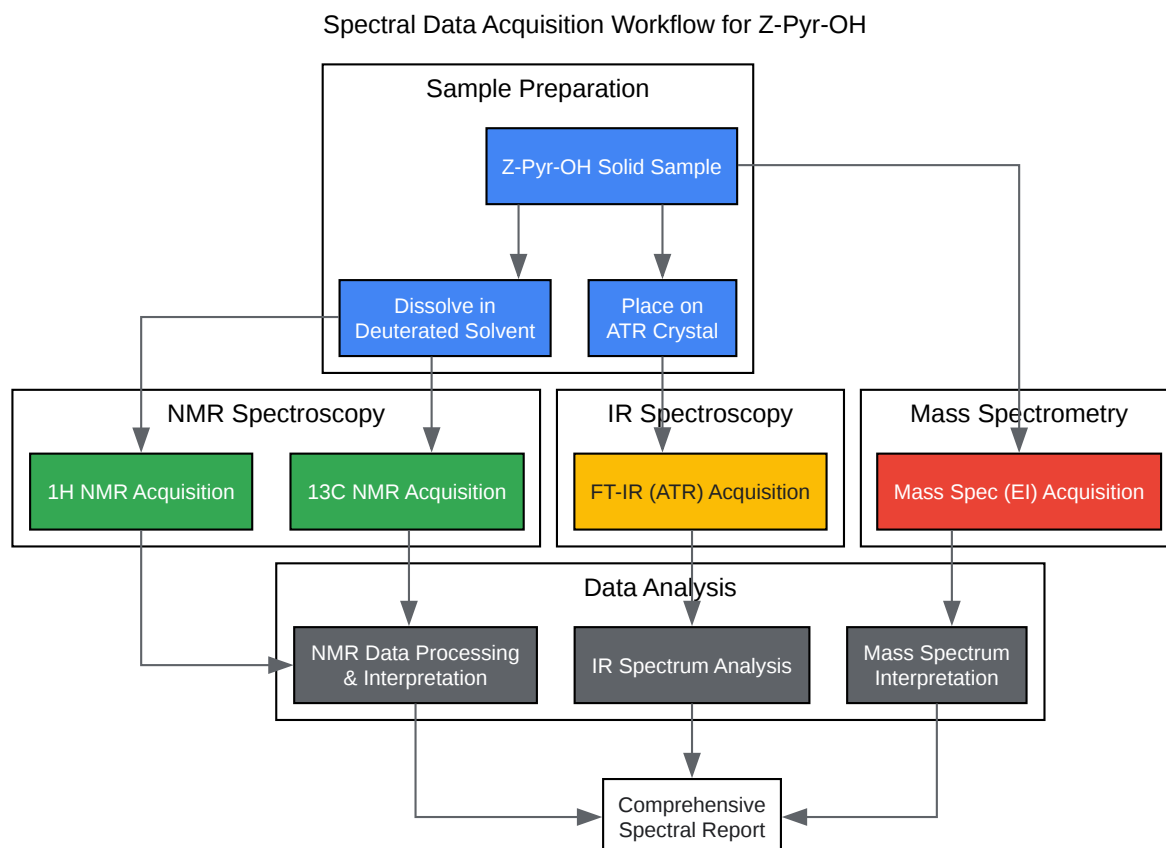 Spectral Data Acquisition Workflow for Z-Pyr-OH
Sample Preparation
Z-Pyr-OH Solid Sample
Dissolve in
Deuterated Solvent
Place on
ATR Crystal
NMR Spectroscopy
IR Spectroscopy
Mass Spectrometry
1H NMR Acquisition
13C NMR Acquisition
FT-IR (ATR) Acquisition
Mass Spec (EI) Acquisition
Data Analysis
NMR Data Processing
& Interpretation
IR Spectrum Analysis
Mass Spectrum
Interpretation
Comprehensive
Spectral Report